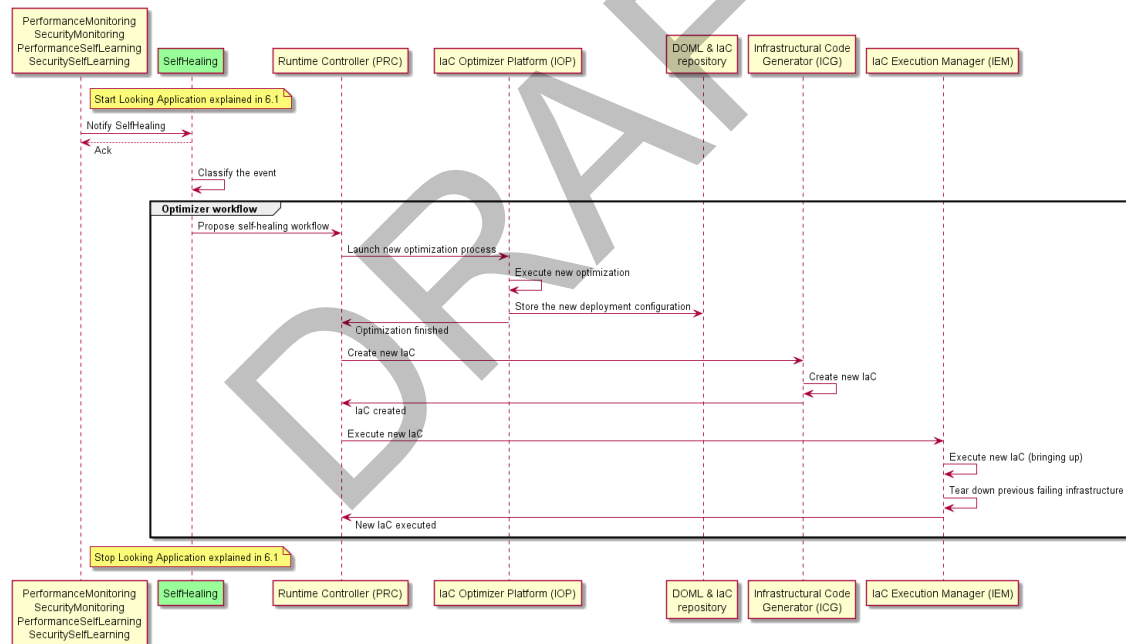 PerformanceMonitoring
SecurityMonitoring
PerformanceSelfLearning
SecuritySelfLearning
SelfHealing
Runtime Controller (PRC)
IaC Optimizer Platform (IOP)
DOML & IaC
repository
Infrastructural Code
Generator (ICG)
IaC Execution Manager (IEM)
Start Looking Application explained in 6.1
Notify SelfHealing
Ack
Classify the event
Optimizer workflow
Propose self-healing workflow
Launch new optimization process
Execute new optimization
Store the new deployment configuration
Optimization finished
Create new IaC
Create new IaC
IaC created
Execute new IaC
Execute new IaC (bringing up)
Tear down previous failing infrastructure
New IaC executed
Stop Looking Application explained in 6.1
PerformanceMonitoring
SecurityMonitoring
PerformanceSelfLearning
SecuritySelfLearning
SelfHealing
Runtime Controller (PRC)
IaC Optimizer Platform (IOP)
DOML & IaC
repository
Infrastructural Code
Generator (ICG)
IaC Execution Manager (IEM)
DRAF